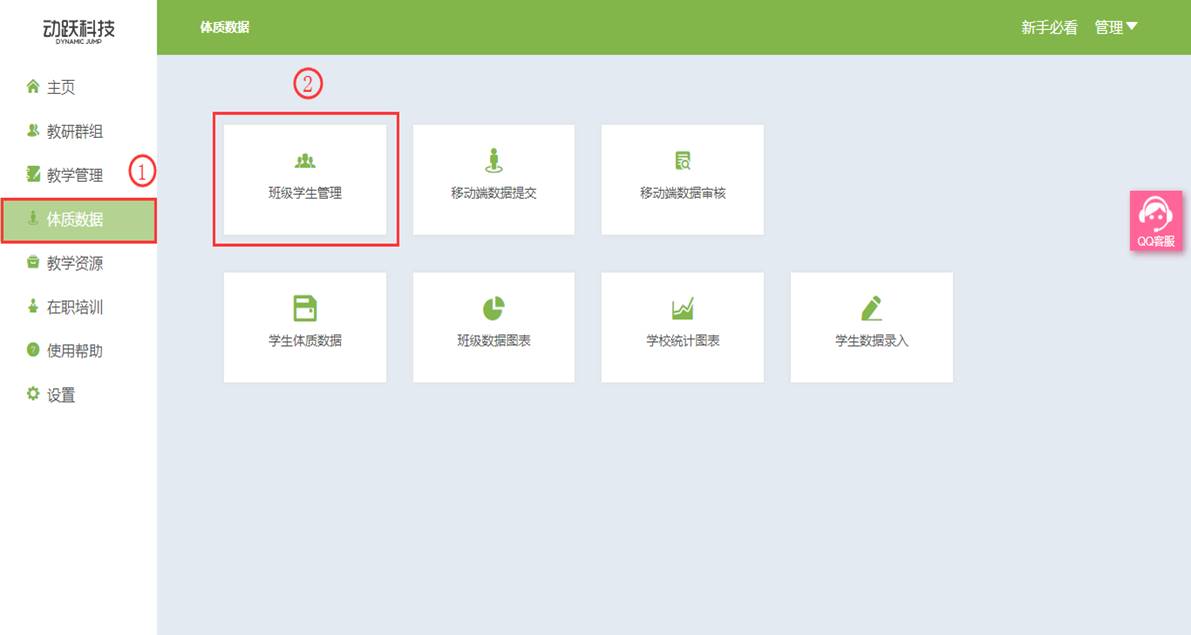 动跃科技
DYNAMIC JUMP
体质数据
新手必看 管理
主页
教研群组
教学管理
体质数据
教学资源
在职培训
使用帮助
设置
①
②
班级学生管理
移动端数据提交
移动端数据审核
学生体质数据
班级数据图表
学校统计图表
学生数据录入
QQ客服